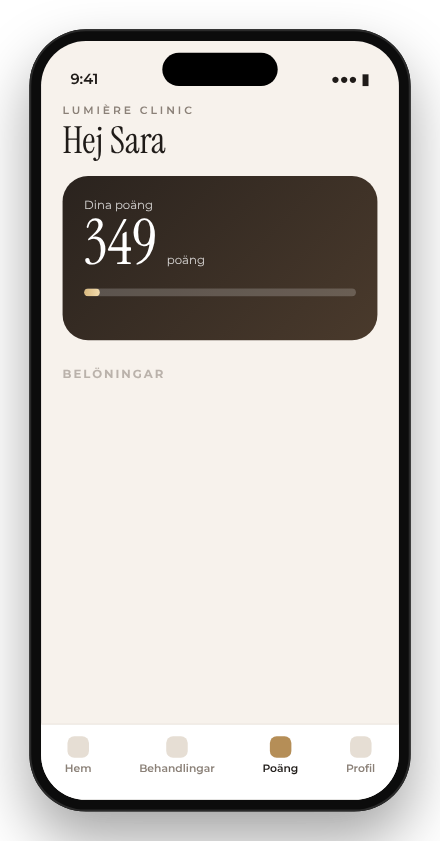 9:41
LUMIÈRE CLINIC
Hej Sara
Dina poäng
349 poäng
BELÖNINGAR
Hem Behandlingar Poäng Profil